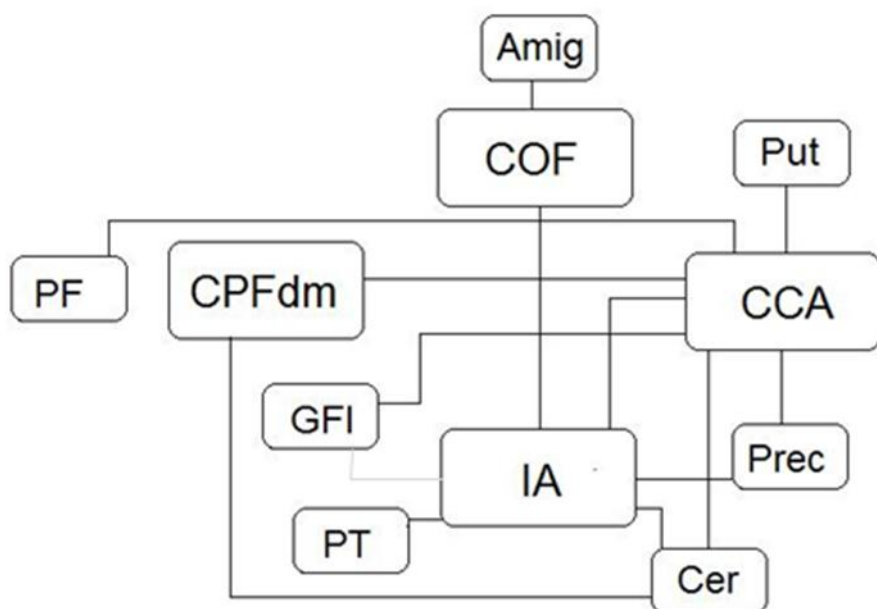 Amig
COF
Put
PF
CPFdm
CCA
GFI
IA
Prec
PT
Cer